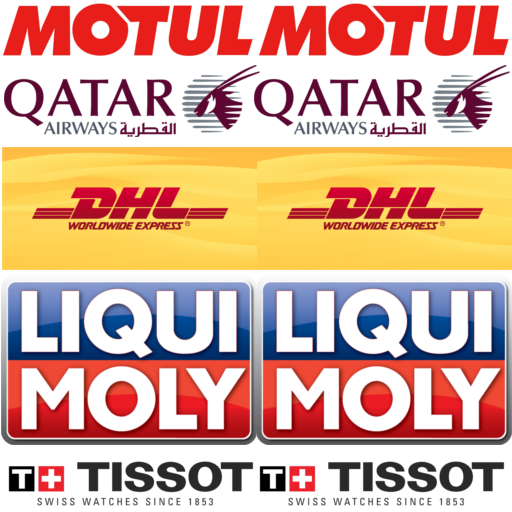 MOTUL MOTUL
QATAR QATAR
AIRWAYS القطرية AIRWAYS القطرية
DHL DHL
WORLDWIDE EXPRESS® WORLDWIDE EXPRESS®
LIQUI LIQUI
MOLY MOLY
T+ TISSOT T+ TISSOT
SWISS WATCHES SINCE 1853 SWISS WATCHES SINCE 1853